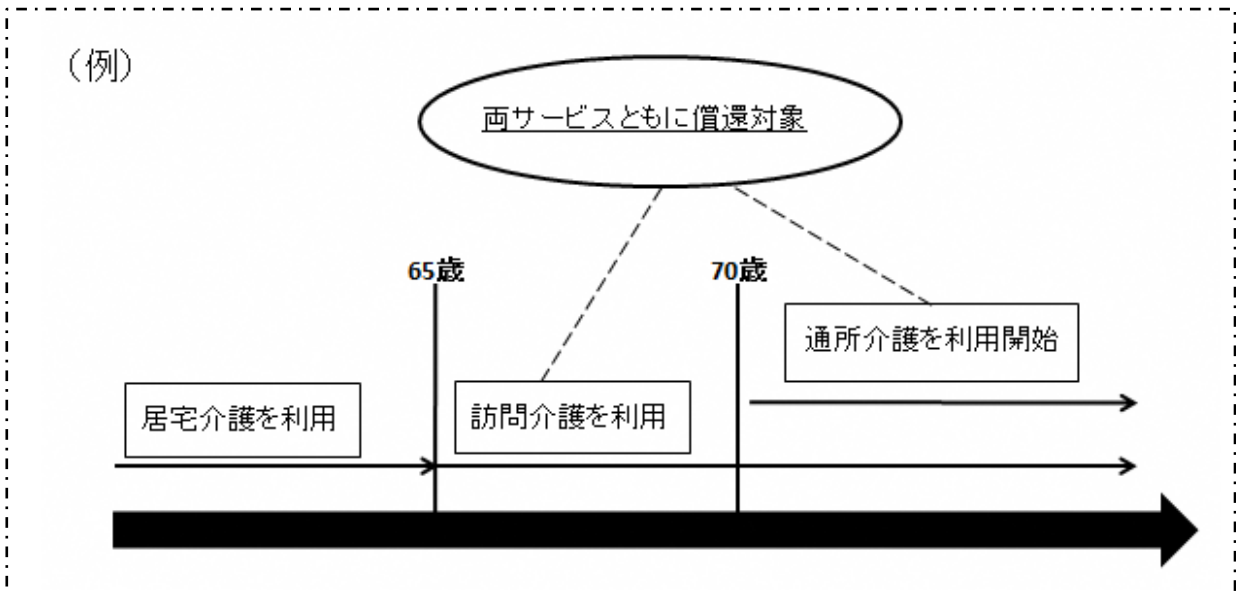 （例）
両サービスともに償還対象
65歳
70歳
通所介護を利用開始
居宅介護を利用
訪問介護を利用